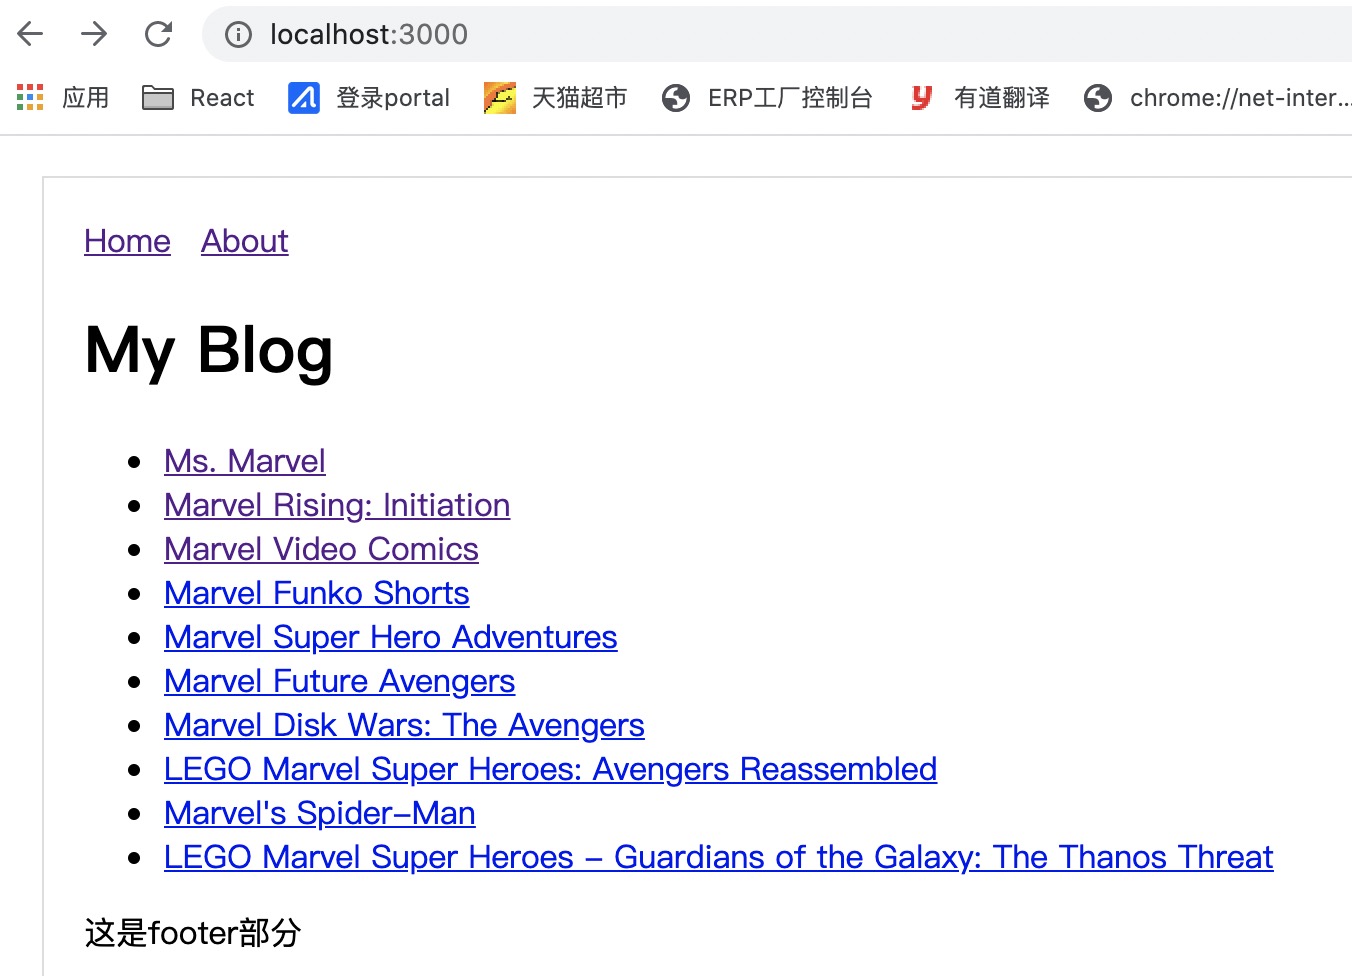 localhost:3000
应用 React 登录portal 天猫超市 ERP工厂控制台 有道翻译 chrome://net-inter...
Home About
My Blog
Ms. Marvel
Marvel Rising: Initiation
Marvel Video Comics
Marvel Funko Shorts
Marvel Super Hero Adventures
Marvel Future Avengers
Marvel Disk Wars: The Avengers
LEGO Marvel Super Heroes: Avengers Reassembled
Marvel's Spider-Man
LEGO Marvel Super Heroes - Guardians of the Galaxy: The Thanos Threat
这是footer部分